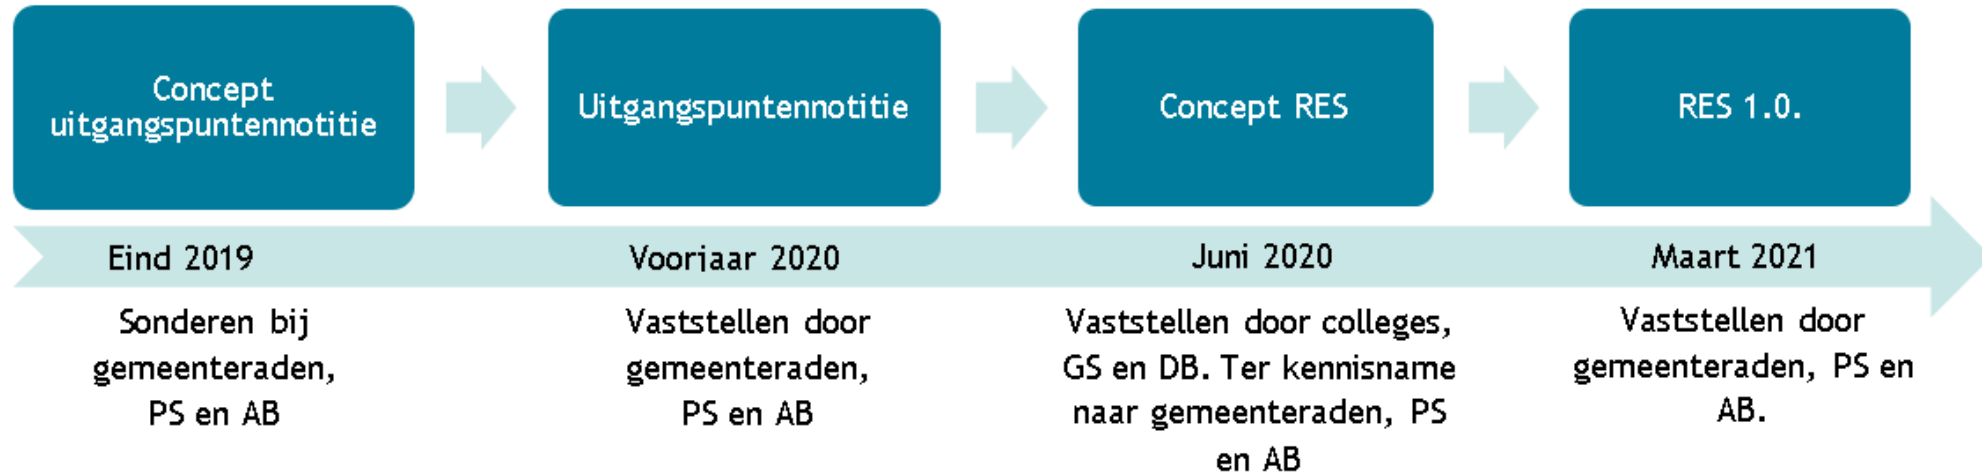 Concept
uitgangspuntennotitie
Uitgangspuntennotitie
Concept RES
RES 1.0.
Eind 2019
Voorjaar 2020
Juni 2020
Maart 2021
Sonderen bij
gemeenteraden,
PS en AB
Vaststellen door
gemeenteraden,
PS en AB
Vaststellen door colleges,
GS en DB. Ter kennisname
naar gemeenteraden, PS
en AB
Vaststellen door
gemeenteraden, PS en
AB.